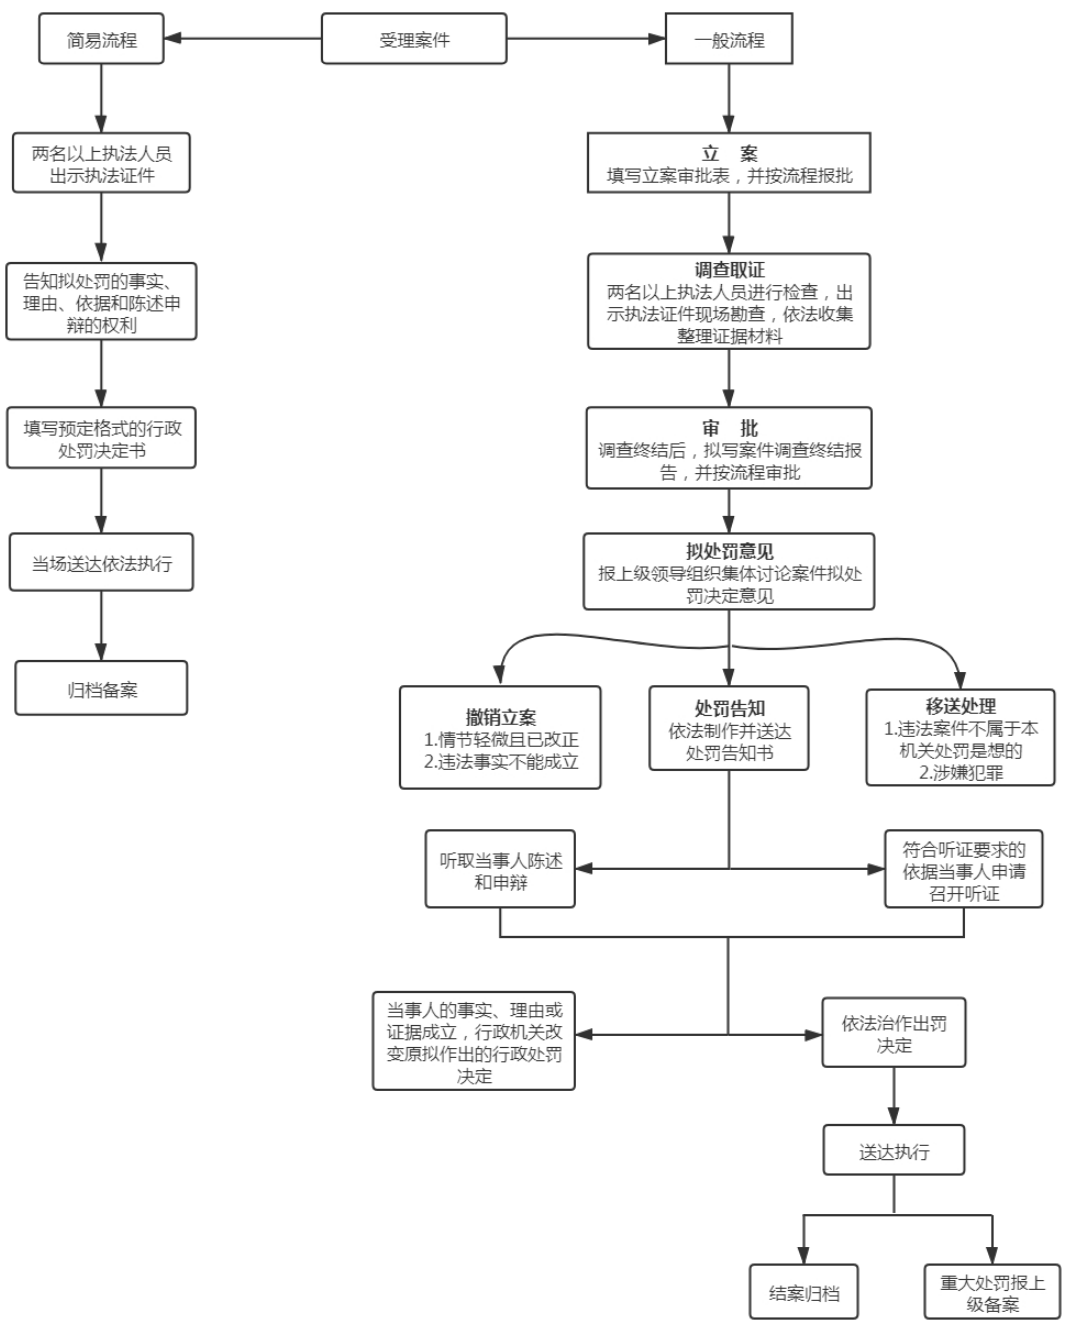 简易流程
受理案件
一般流程
两名以上执法人员
出示执法证件
立 案
填写立案审批表，并按流程报批
告知拟处罚的事实、
理由、依据和陈述申
辩的权利
调查取证
两名以上执法人员进行检查，出
示执法证件现场勘查，依法收集
整理证据材料
填写预定格式的行政
处罚决定书
审 批
调查终结后，拟写案件调查终结报
告，并按流程审批
当场送达依法执行
拟处罚意见
报上级领导组织集体讨论案件拟处
罚决定意见
归档备案
撤销立案
1.情节轻微且已改正
2.违法事实不能成立
处罚告知
依法制作并送达
处罚告知书
移送处理
1.违法案件不属于本
机关处罚是想的
2.涉嫌犯罪
听取当事人陈述
和申辩
符合听证要求的
依据当事人申请
召开听证
当事人的事实、理由或
证据成立，行政机关改
变原拟作出的行政处罚
决定
依法治作出罚
决定
送达执行
结案归档
重大处罚报上
级备案